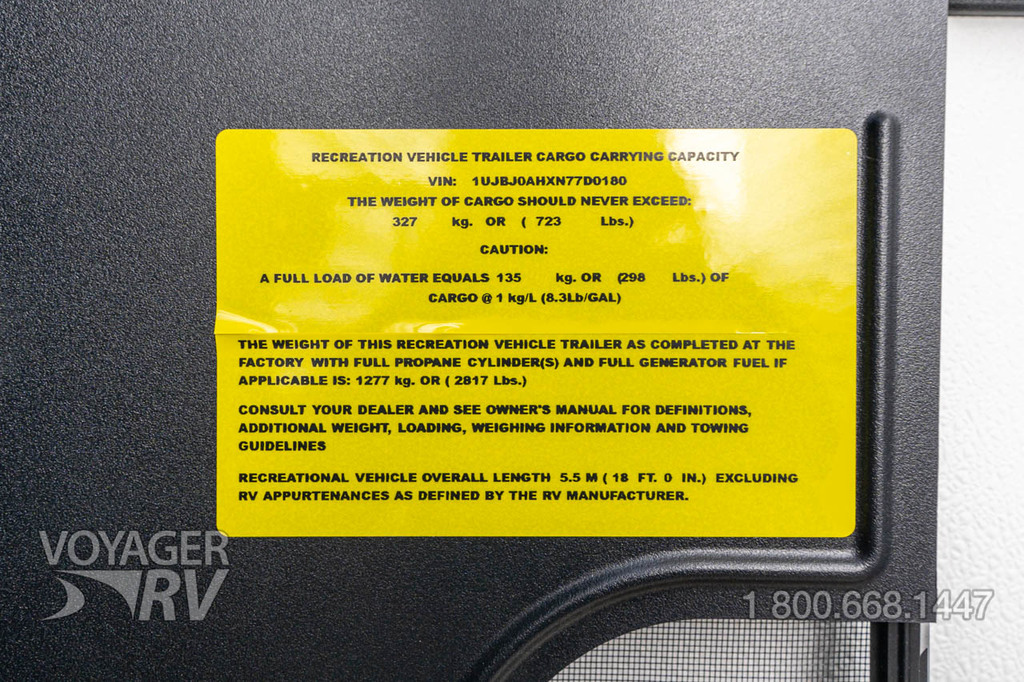 RECREATION VEHICLE TRAILER CARGO CARRYING CAPACITY
VIN: 1UJBJ0AHXN77D0180
THE WEIGHT OF CARGO SHOULD NEVER EXCEED:
327 kg. OR ( 723 Lbs.)
CAUTION:
A FULL LOAD OF WATER EQUALS 135 kg. OR (298 Lbs.) OF
CARGO @ 1 kg/L (8.3Lb/GAL)
THE WEIGHT OF THIS RECREATION VEHICLE TRAILER AS COMPLETED AT THE
FACTORY WITH FULL PROPANE CYLINDER(S) AND FULL GENERATOR FUEL IF
APPLICABLE IS: 1277 kg. OR ( 2817 Lbs.)
CONSULT YOUR DEALER AND SEE OWNER'S MANUAL FOR DEFINITIONS,
ADDITIONAL WEIGHT, LOADING, WEIGHING INFORMATION AND TOWING
GUIDELINES
RECREATIONAL VEHICLE OVERALL LENGTH 5.5 M ( 18 FT. 0 IN.) EXCLUDING
RV APPURTENANCES AS DEFINED BY THE RV MANUFACTURER.
VOYAGER
RV
1 800.668.1447